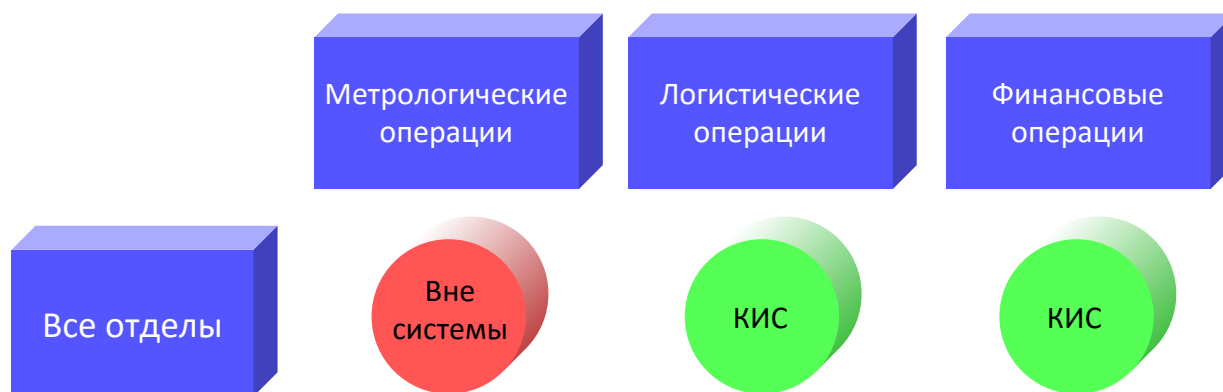 Метрологические
операции
Логистические
операции
Финансовые
операции
Все отделы
Вне
системы
КИС
КИС